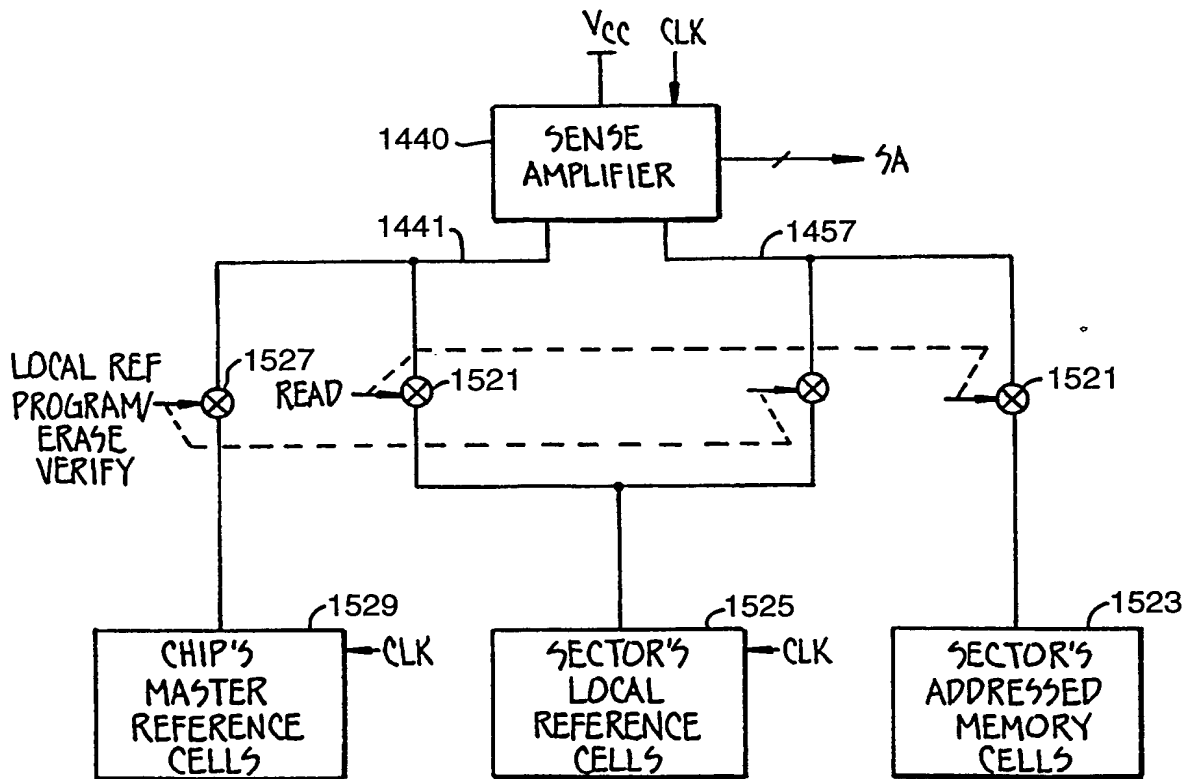 VCC
CLK
1440
SENSE
AMPLIFIER
SA
1441
1457
LOCAL REF
PROGRAM/
ERASE
VERIFY
1527
READ
1521
1521
1529
CHIP'S
MASTER
REFERENCE
CELLS
CLK
1525
SECTOR'S
LOCAL
REFERENCE
CELLS
CLK
1523
SECTOR'S
ADDRESSED
MEMORY
CELLS